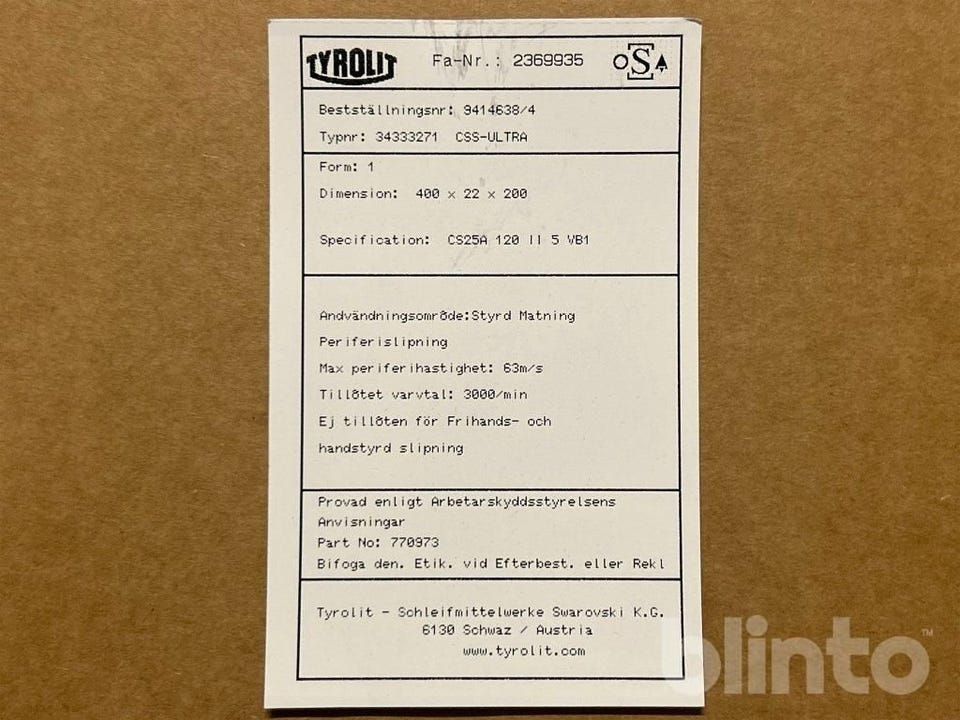 TYROLIT Fa-Nr.: 2369935 oSA
Bestställningsnr: 9414638/4
Typnr: 34333271 CSS-ULTRA
Form: 1
Dimension: 400 x 22 x 200
Specification: CS25A 120 II 5 VB1
Andvändningsområde:Styrd Matning
Periferislipning
Max periferihastighet: 63m/s
Tillåtet varvtal: 3000/min
Ej tillåten för Frihands- och
handstyrd slipning
Provad enligt Arbetarskyddsstyrelsens
Anvisningar
Part No: 770973
Bifoga den. Etik. vid Efterbest. eller Rekl
Tyrolit - Schleifmittelwerke Swarovski K.G.
6130 Schwaz / Austria
www.tyrolit.com
blinto™